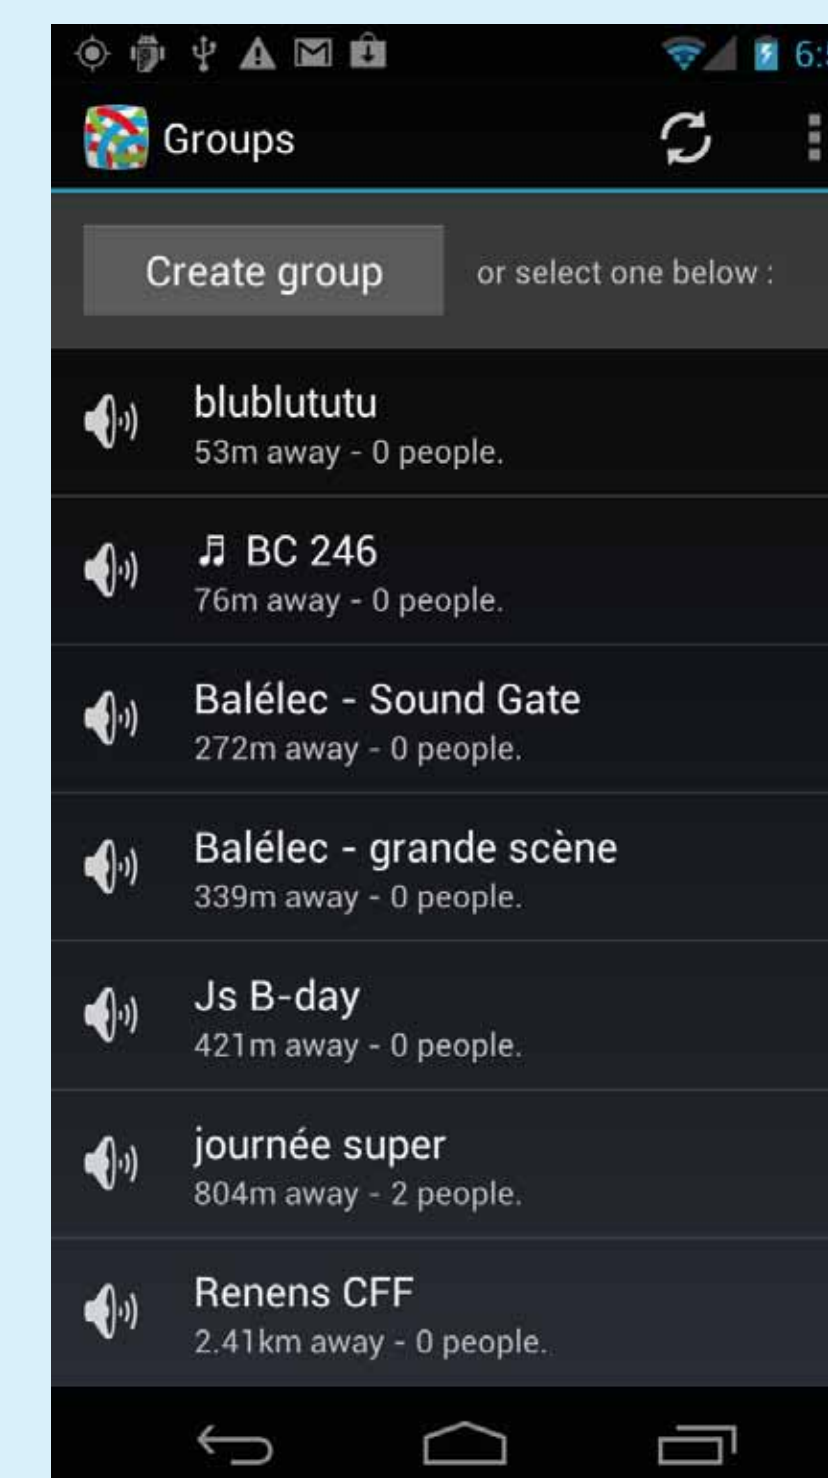 Groups
Create group or select one below :
blublututu
53m away - 0 people.
♬ BC 246
76m away - 0 people.
Balélec - Sound Gate
272m away - 0 people.
Balélec - grande scène
339m away - 0 people.
Js B-day
421m away - 0 people.
journée super
804m away - 2 people.
Renens CFF
2.41km away - 0 people.